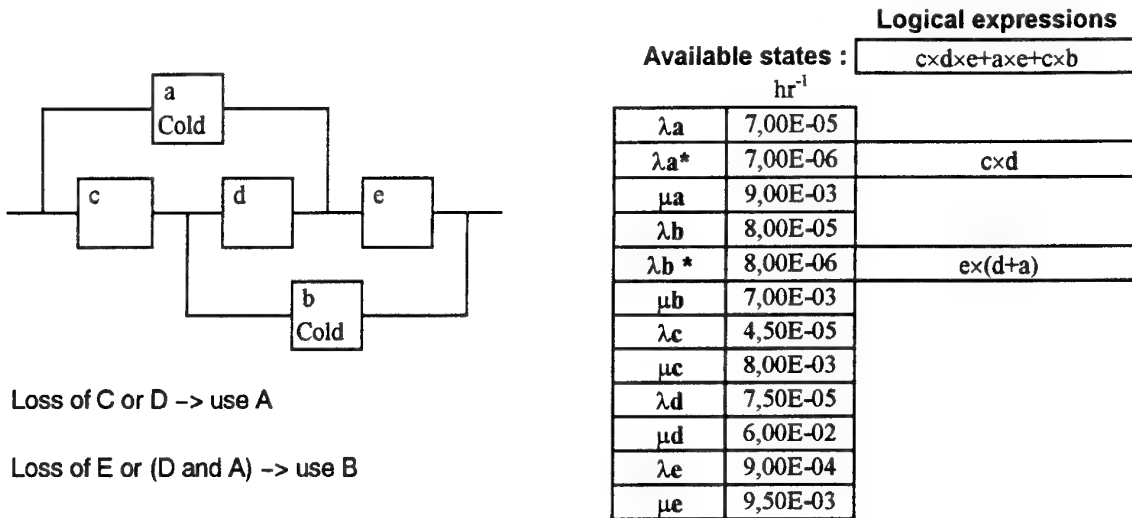 Logical expressions
Available states : c×d×e+a×e+c×b
hr-1
a
Cold
c
d
e
b
Cold
λa 7,00E-05
λa* 7,00E-06 c×d
μa 9,00E-03
λb 8,00E-05
λb * 8,00E-06 e×(d+a)
μb 7,00E-03
λc 4,50E-05
μc 8,00E-03
λd 7,50E-05
μd 6,00E-02
λe 9,00E-04
μe 9,50E-03
Loss of C or D –> use A
Loss of E or (D and A) –> use B